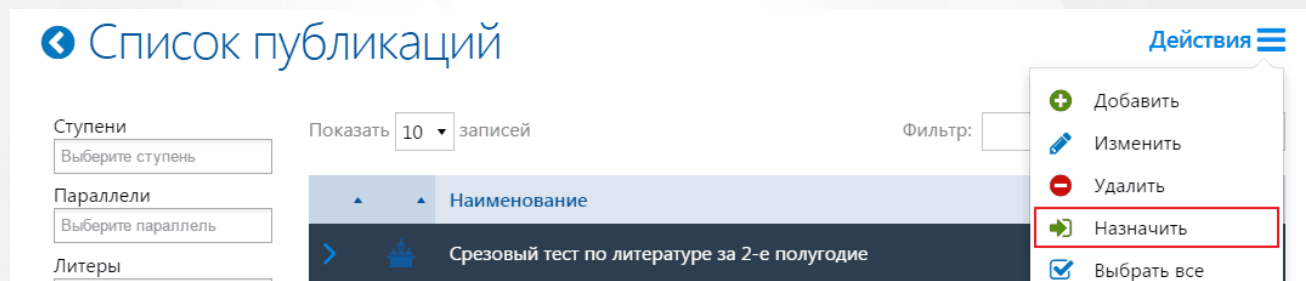 Список публикаций
Действия
Добавить
Изменить
Удалить
Назначить
Выбрать все
Ступени
Выберите ступень
Параллели
Выберите параллель
Литеры
Показать 10 записей
Фильтр:
Наименование
Срезовый тест по литературе за 2-е полугодие